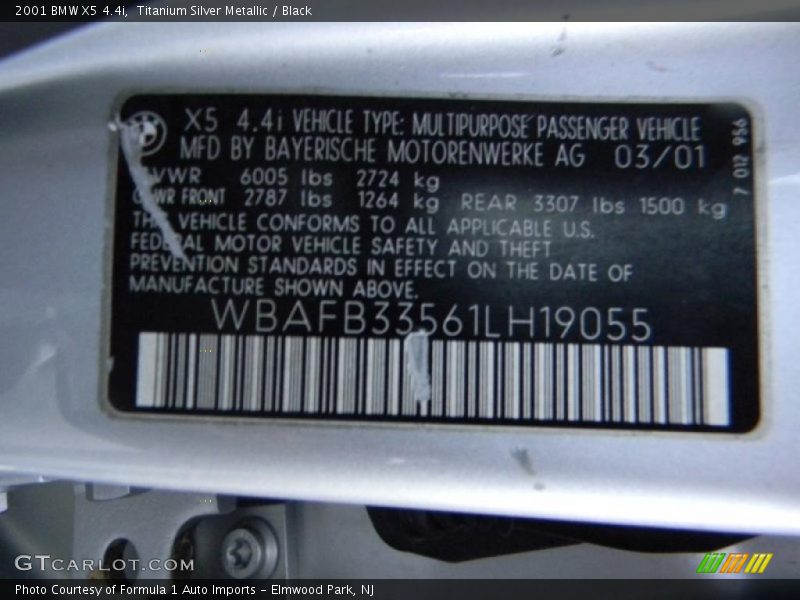 2001 BMW X5 4.4i, Titanium Silver Metallic / Black
X5 4.4i VEHICLE TYPE: MULTIPURPOSE PASSENGER VEHICLE
MFD BY BAYERISCHE MOTORENWERKE AG 03/01
7 012 956
6005 lbs 2724 kg
FRONT 2787 lbs 1264 kg REAR 3307 lbs 1500 kg
VEHICLE CONFORMS TO ALL APPLICABLE U.S.
FEDERAL MOTOR VEHICLE SAFETY AND THEFT
PREVENTION STANDARDS IN EFFECT ON THE DATE OF
MANUFACTURE SHOWN ABOVE.
WBAFB33561LH19055
GTCARLOT.COM
Photo Courtesy of Formula 1 Auto Imports - Elmwood Park, NJ